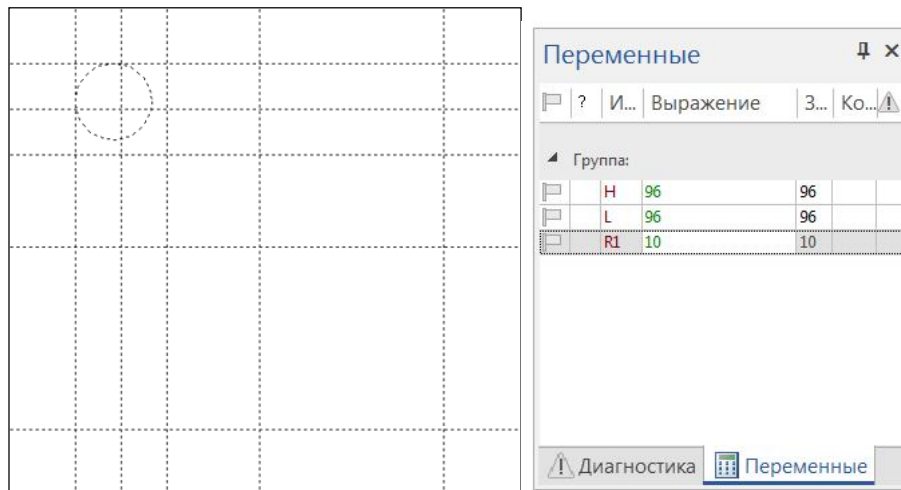 Переменные
? И... Выражение З... Ко...
Группа:
H 96 96
L 96 96
R1 10 10
Диагностика Переменные